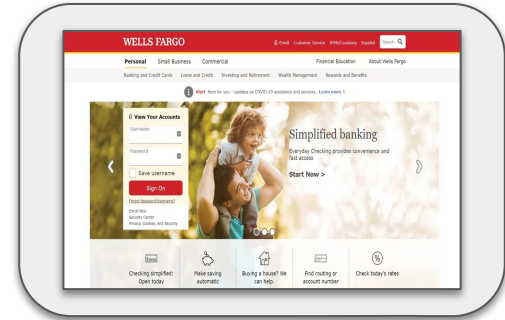 WELLS FARGO
Enroll Customer Service ATMs/Locations Español Search
Personal Small Business Commercial Financial Education About Wells Fargo
Banking and Credit Cards Loans and Credit Investing and Retirement Wealth Management Rewards and Benefits
Alert Here for you - updates on COVID-19 assistance and services. Learn more >
View Your Accounts
Username
Password
Save username
Sign On
Forgot Password/Username?
Enroll Now
Security Center
Privacy, Cookies, and Security
Simplified banking
Everyday Checking provides convenience and
fast access
Start Now >
Checking simplified:
Open today
Make saving
automatic
Buying a house? We
can help.
Find routing or
account number
%
Check today's rates